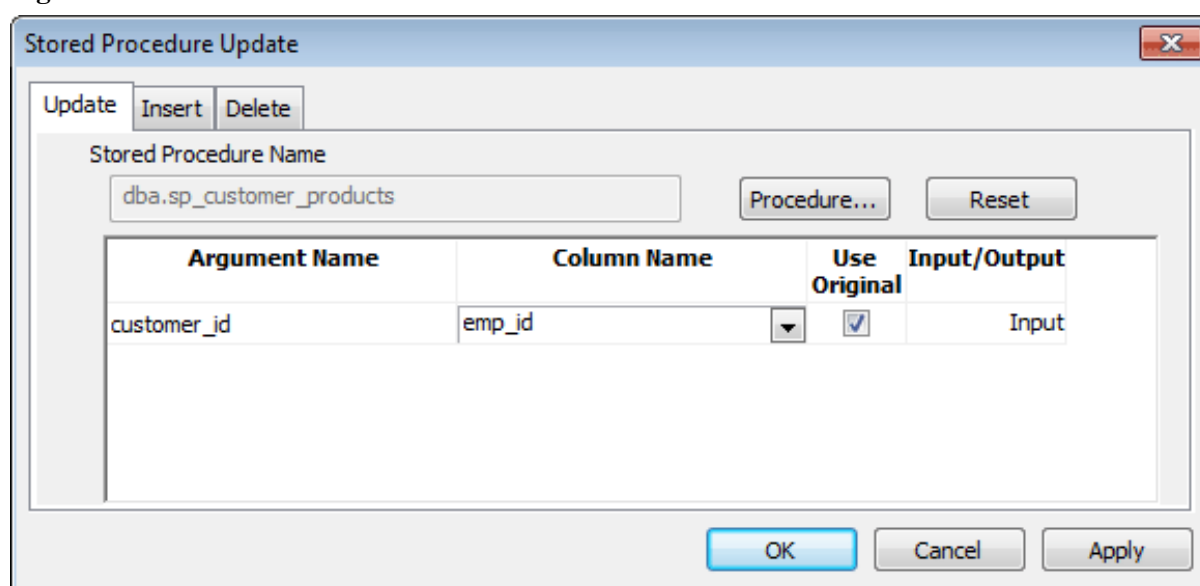 Stored Procedure Update
Update Insert Delete
Stored Procedure Name
dba.sp_customer_products Procedure... Reset
Argument Name Column Name Use Original Input/Output
customer_id emp_id Input
OK Cancel Apply